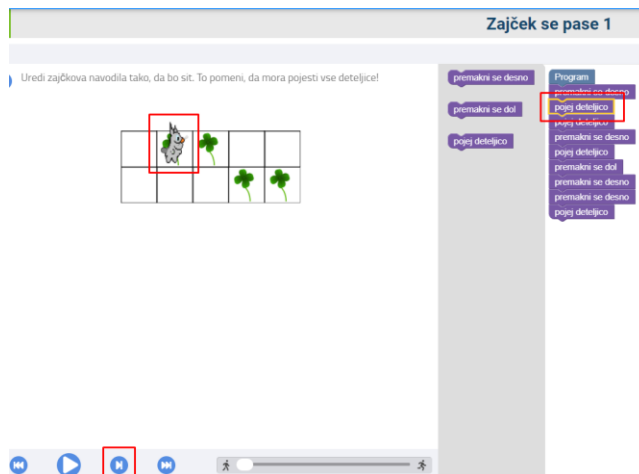 Zajček se pase 1
Uredi zajčkova navodila tako, da bo sit. To pomeni, da mora pojesti vse deteljice!
premakni se desno
premakni se dol
pojej deteljico
Program
premakni se desno
pojej deteljico
pojej deteljico
premakni se desno
pojej deteljico
premakni se dol
premakni se desno
premakni se desno
pojej deteljico